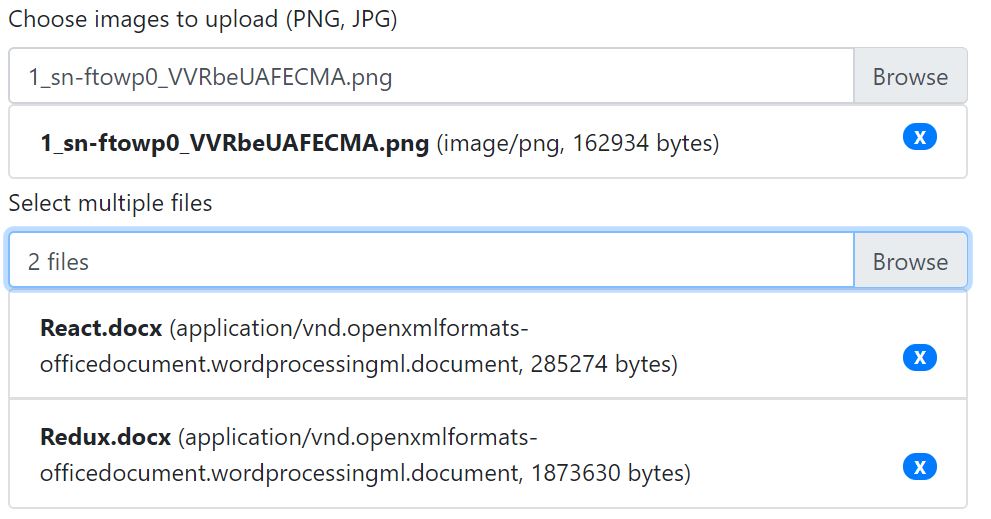 Choose images to upload (PNG, JPG)
1_sn-ftowp0_VVRbeUAFECMA.png Browse
1_sn-ftowp0_VVRbeUAFECMA.png (image/png, 162934 bytes) X
Select multiple files
2 files Browse
React.docx (application/vnd.openxmlformats-
officedocument.wordprocessingml.document, 285274 bytes) X
Redux.docx (application/vnd.openxmlformats-
officedocument.wordprocessingml.document, 1873630 bytes) X